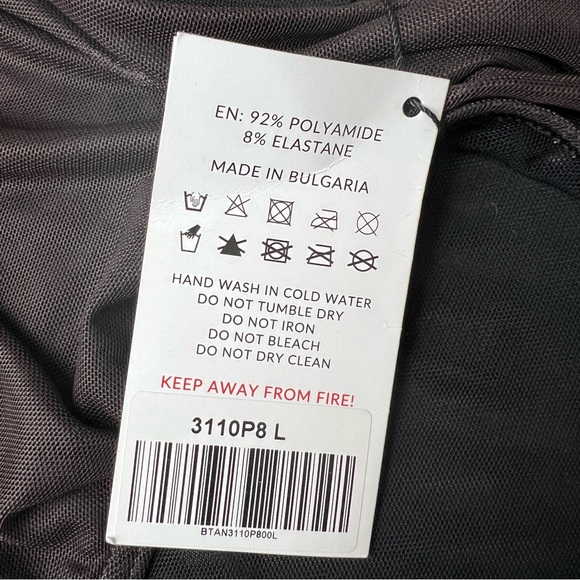 EN: 92% POLYAMIDE
8% ELASTANE
MADE IN BULGARIA
HAND WASH IN COLD WATER
DO NOT TUMBLE DRY
DO NOT IRON
DO NOT BLEACH
DO NOT DRY CLEAN
KEEP AWAY FROM FIRE!
3110P8 L
BTAN3110P800L